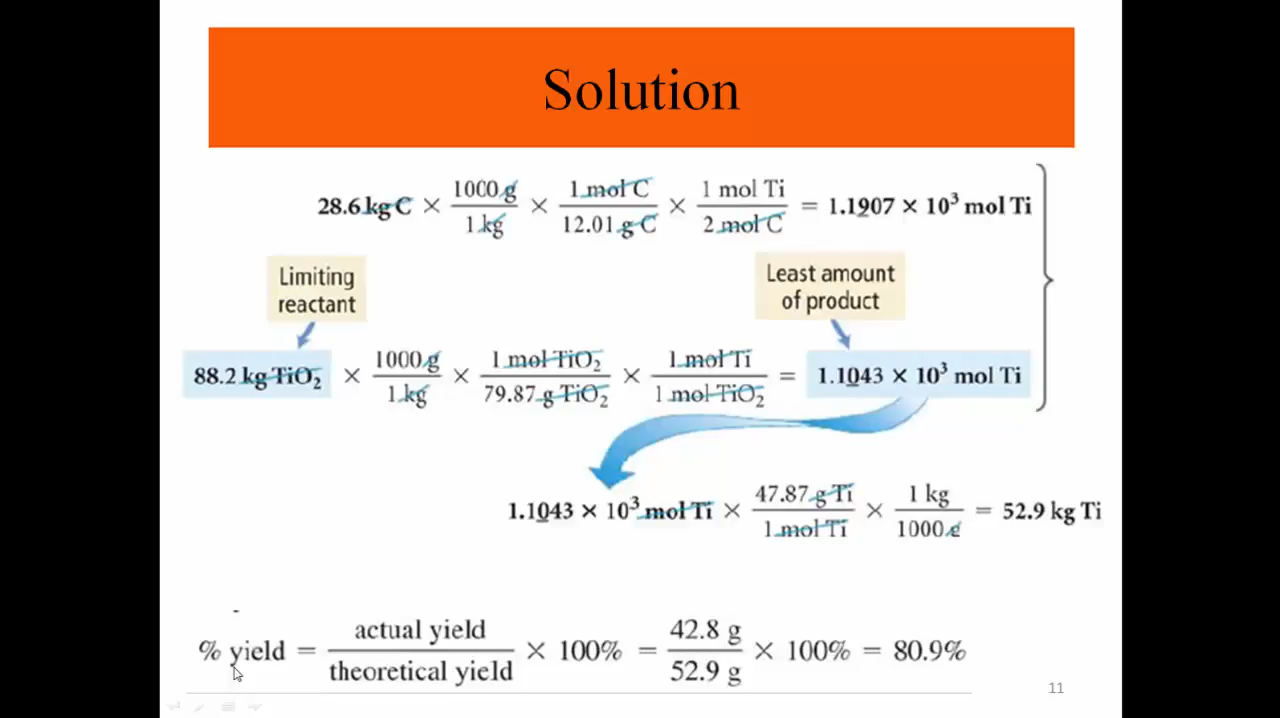 Solution
28.6 kg C × 1000 g / 1 kg × 1 mol C / 12.01 g C × 1 mol Ti / 2 mol C = 1.1907 × 10³ mol Ti
Limiting reactant
Least amount of product
88.2 kg TiO₂ × 1000 g / 1 kg × 1 mol TiO₂ / 79.87 g TiO₂ × 1 mol Ti / 1 mol TiO₂ = 1.1043 × 10³ mol Ti
1.1043 × 10³ mol Ti × 47.87 g Ti / 1 mol Ti × 1 kg / 1000 g = 52.9 kg Ti
% yield = actual yield / theoretical yield × 100% = 42.8 g / 52.9 g × 100% = 80.9%
11